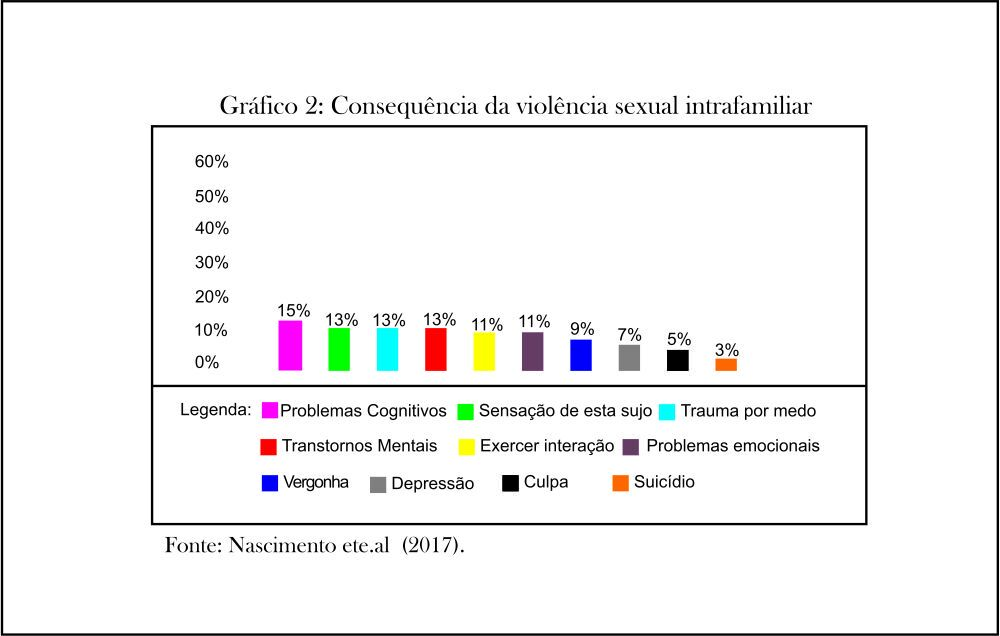 Gráfico 2: Consequência da violência sexual intrafamiliar
60%
50%
40%
30%
20%
10%
0%
15% 13% 13% 13% 11% 11% 9% 7% 5% 3%
Legenda: Problemas Cognitivos Sensação de esta sujo Trauma por medo
Transtornos Mentais Exercer interação Problemas emocionais
Vergonha Depressão Culpa Suicídio
Fonte: Nascimento ete.al (2017).